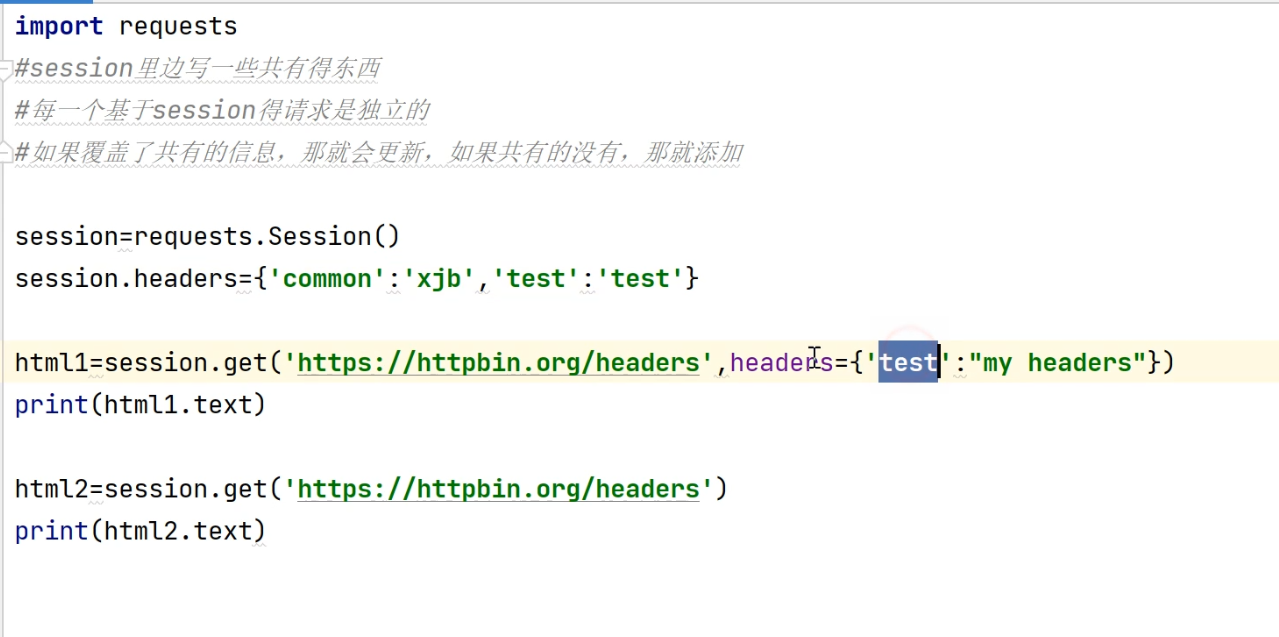 import requests
#session里边写一些共有得东西
#每一个基于session得请求是独立的
#如果覆盖了共有的信息，那就会更新，如果共有的没有，那就添加
session=requests.Session()
session.headers={'common':'xjb','test':'test'}
html1=session.get('https://httpbin.org/headers',headers={'test':"my headers"})
print(html1.text)
html2=session.get('https://httpbin.org/headers')
print(html2.text)